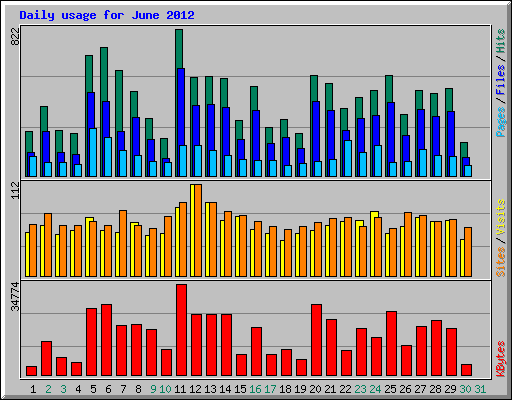 Daily usage for June 2012
822
Pages / Files / Hits
112
Sites / Visits
34774
KBytes
1 2 3 4 5 6 7 8 9 10 11 12 13 14 15 16 17 18 19 20 21 22 23 24 25 26 27 28 29 30 31